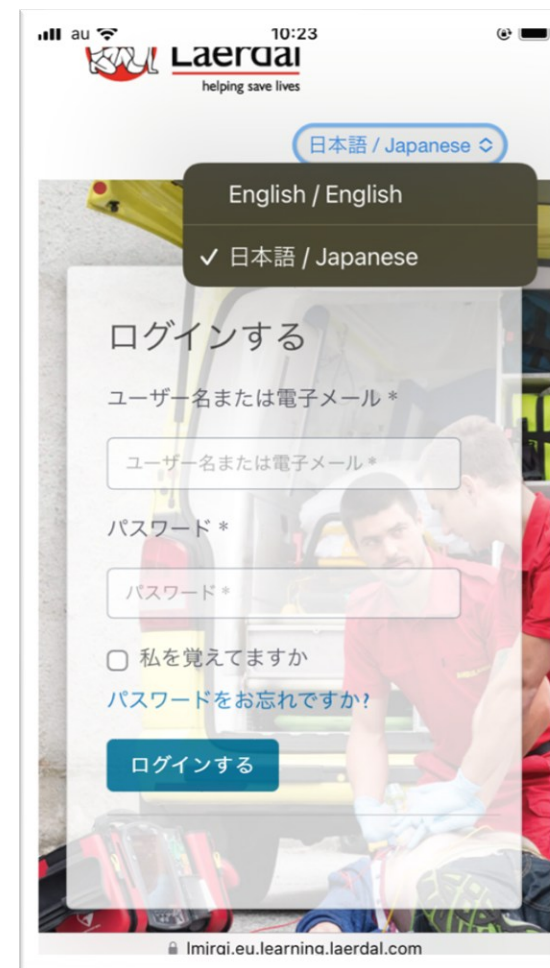 au 10:23
Laerdal
helping save lives
日本語 / Japanese
English / English
✓ 日本語 / Japanese
ログインする
ユーザー名または電子メール *
ユーザー名または電子メール *
パスワード *
パスワード *
私を覚えてますか
パスワードをお忘れですか?
ログインする
lmirai.eu.learning.laerdal.com